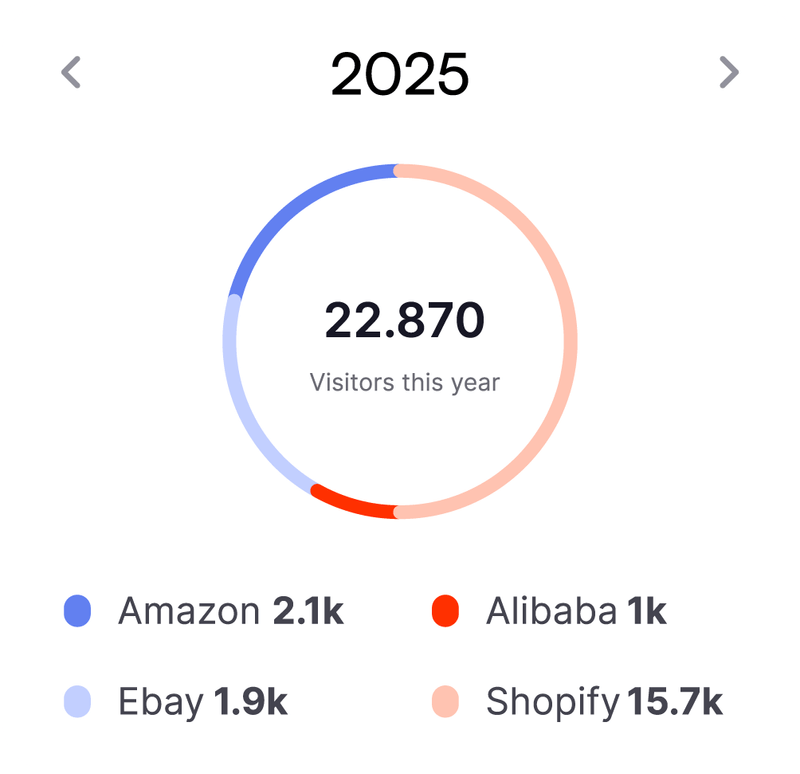 2025
22.870
Visitors this year
Amazon 2.1k
Alibaba 1k
Ebay 1.9k
Shopify 15.7k